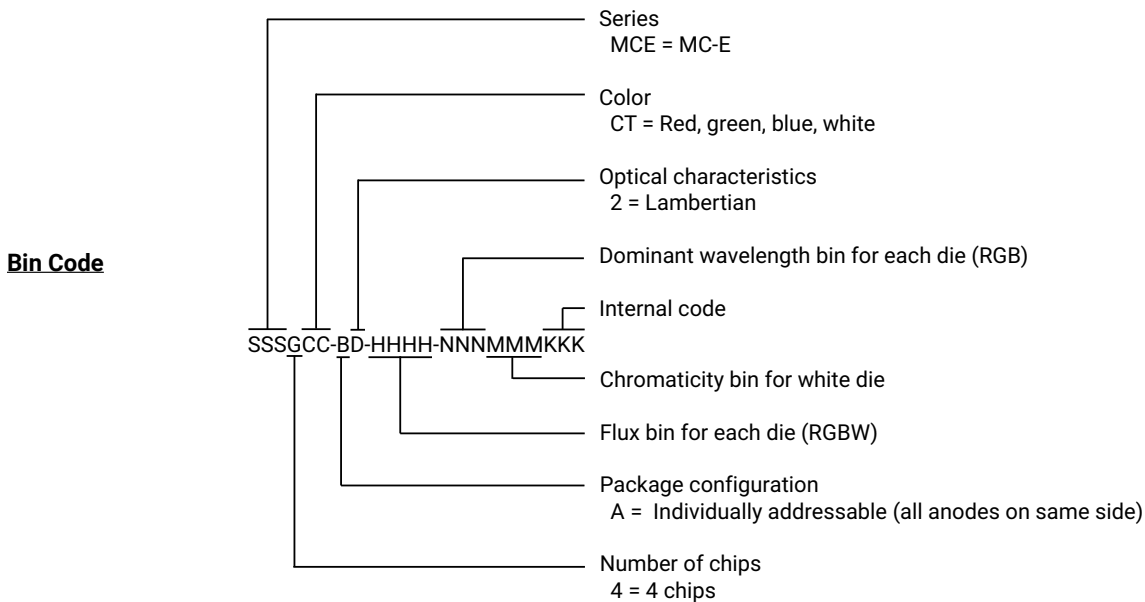 Series
MCE = MC-E
Color
CT = Red, green, blue, white
Optical characteristics
2 = Lambertian
Bin Code
Dominant wavelength bin for each die (RGB)
Internal code
SSSGCC-BD-HHHH-NNNMMMKKK
Chromaticity bin for white die
Flux bin for each die (RGBW)
Package configuration
A = Individually addressable (all anodes on same side)
Number of chips
4 = 4 chips